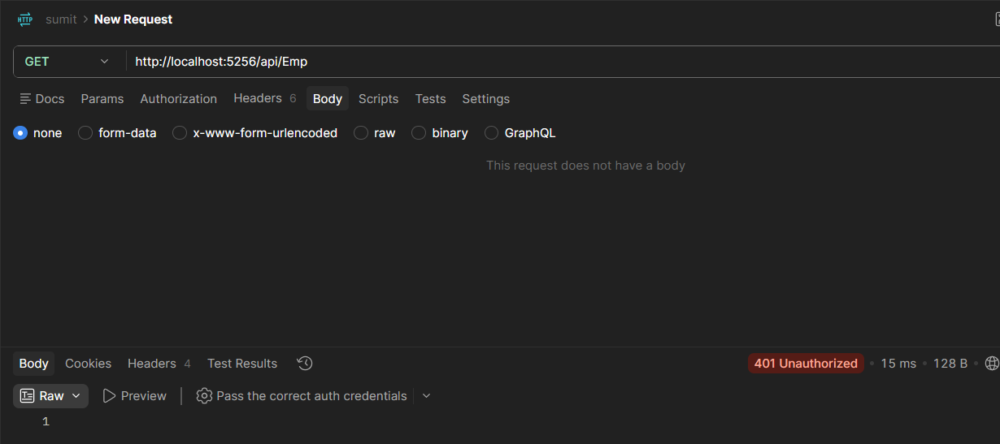 HTTP sumit > New Request
GET http://localhost:5256/api/Emp
Docs Params Authorization Headers 6 Body Scripts Tests Settings
none form-data x-www-form-urlencoded raw binary GraphQL
This request does not have a body
Body Cookies Headers 4 Test Results 401 Unauthorized • 15 ms • 128 B •
Raw Preview Pass the correct auth credentials
1